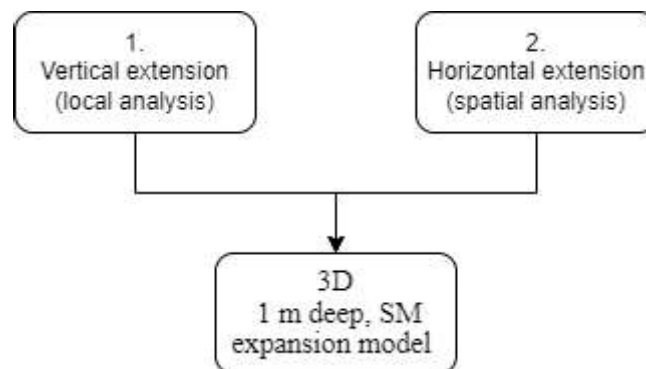 1.
Vertical extension
(local analysis)
2.
Horizontal extension
(spatial analysis)
3D
1 m deep, SM
expansion model